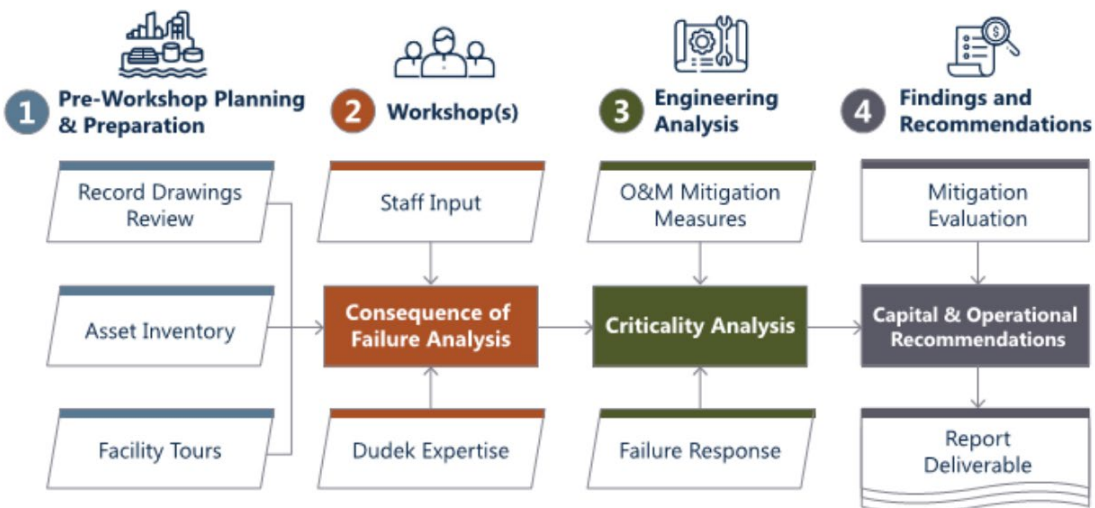 1
Pre-Workshop Planning
& Preparation
2
Workshop(s)
3
Engineering
Analysis
4
Findings and
Recommendations
Record Drawings
Review
Staff Input
O&M Mitigation
Measures
Mitigation
Evaluation
Asset Inventory
Consequence of
Failure Analysis
Criticality Analysis
Capital & Operational
Recommendations
Facility Tours
Dudek Expertise
Failure Response
Report
Deliverable